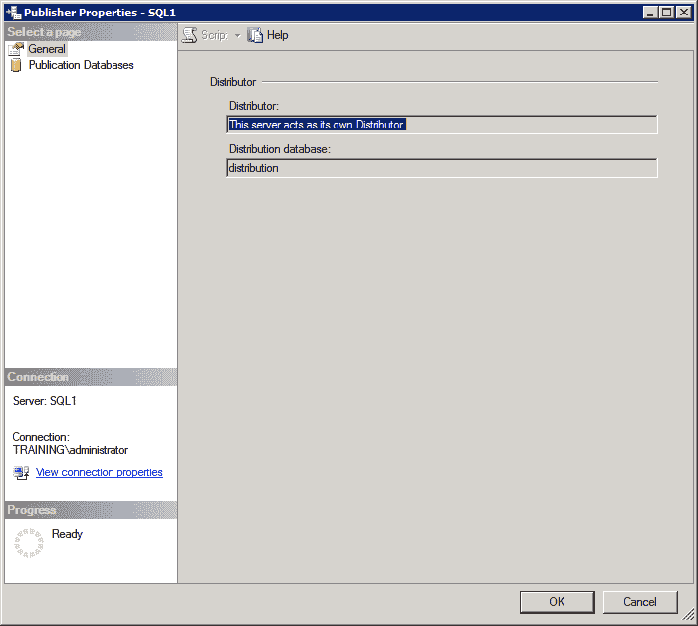 Publisher Properties - SQL1
Select a page
General
Publication Databases
Script
Help
Distributor
Distributor:
This server acts as its own Distributor.
Distribution database:
distribution
Connection
Server: SQL1
Connection:
TRAINING\administrator
View connection properties
Progress
Ready
OK
Cancel